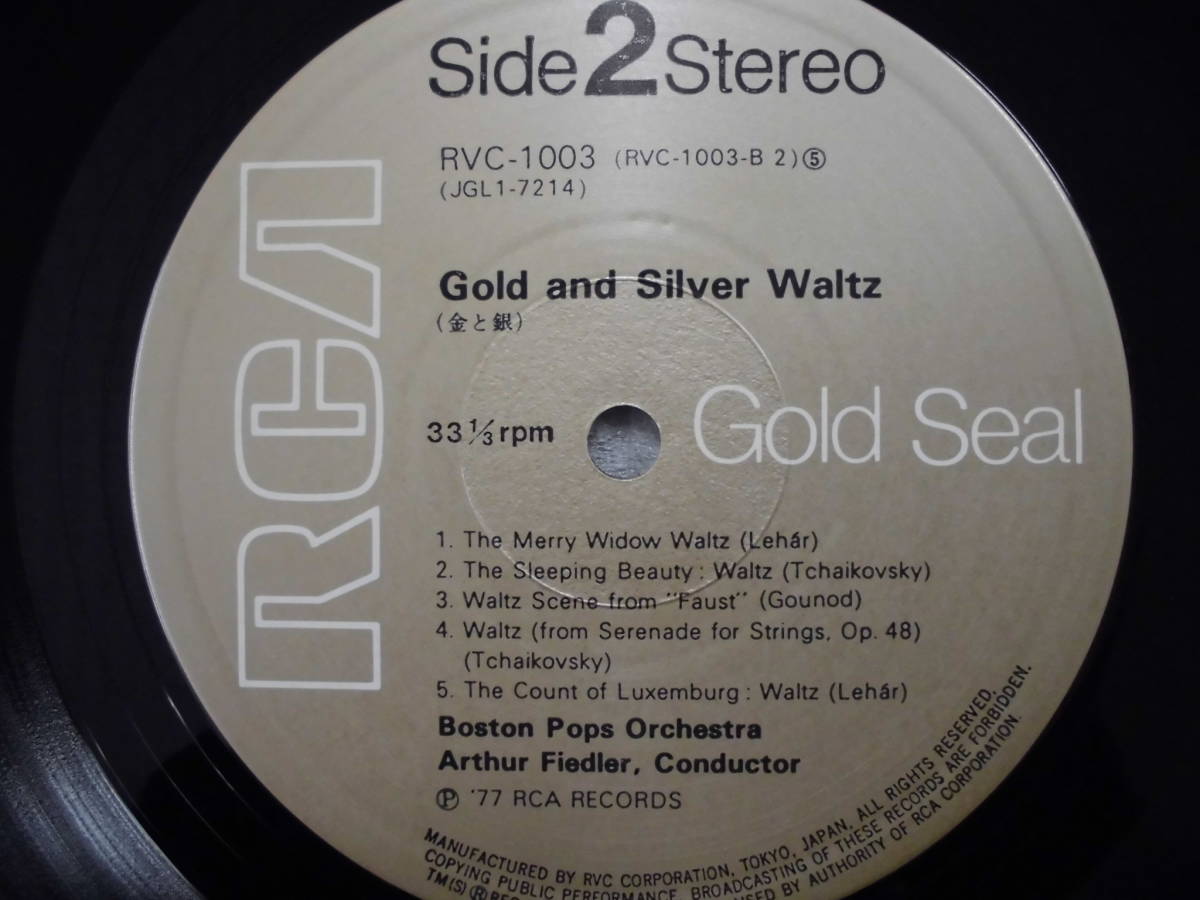 Side 2 Stereo
RVC-1003 (RVC-1003-B 2) ⑤
(JGL1-7214)
RCA
Gold and Silver Waltz
(金と銀)
33 1/3 rpm
Gold Seal
1. The Merry Widow Waltz (Lehár)
2. The Sleeping Beauty: Waltz (Tchaikovsky)
3. Waltz Scene from "Faust" (Gounod)
4. Waltz (from Serenade for Strings, Op. 48)
(Tchaikovsky)
5. The Count of Luxemburg: Waltz (Lehár)
Boston Pops Orchestra
Arthur Fiedler, Conductor
Ⓟ '77 RCA RECORDS
MANUFACTURED BY RVC CORPORATION, TOKYO, JAPAN, ALL RIGHTS RESERVED.
COPYING PUBLIC PERFORMANCE, BROADCASTING OF THESE RECORDS ARE FORBIDDEN.
TM(S) ® BY AUTHORITY OF RCA CORPORATION.